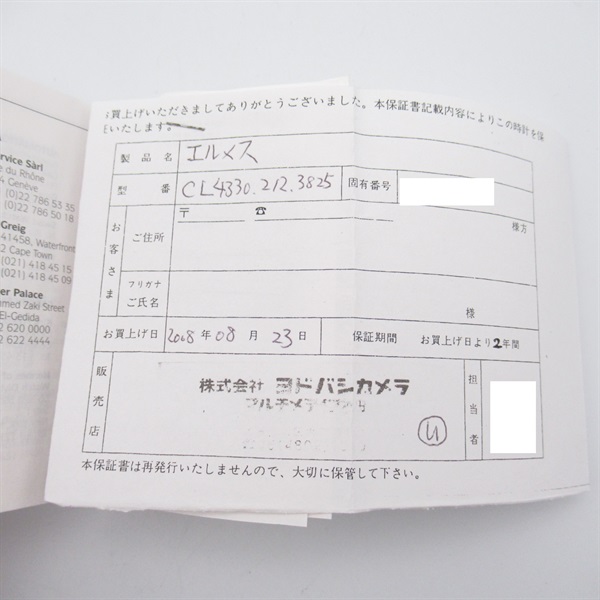 rvice Sàrl
e du Rhône
4 Genève
(0)22 786 53 35
(0)22 786 50 18
Greig
41458, Waterfront
2 Cape Town
(021) 418 45 15
(021) 418 45 09
er Palace
hmed Zaki Street
El-Gedida
2 620 0000
2 622 4444
買上げいただきましてありがとうございました。本保証書記載内容によりこの時計を保
いたします。
製品名 エルメス
型番 CL4330.212.3825 固有番号
お客さま
〒 ☎
ご住所 様方
フリガナ
ご氏名 様
お買上げ日 2008年08月23日 保証期間 お買上げ日より2年間
販売店
株式会社 ヨドバシカメラ
担当者
本保証書は再発行いたしませんので、大切に保管して下さい。